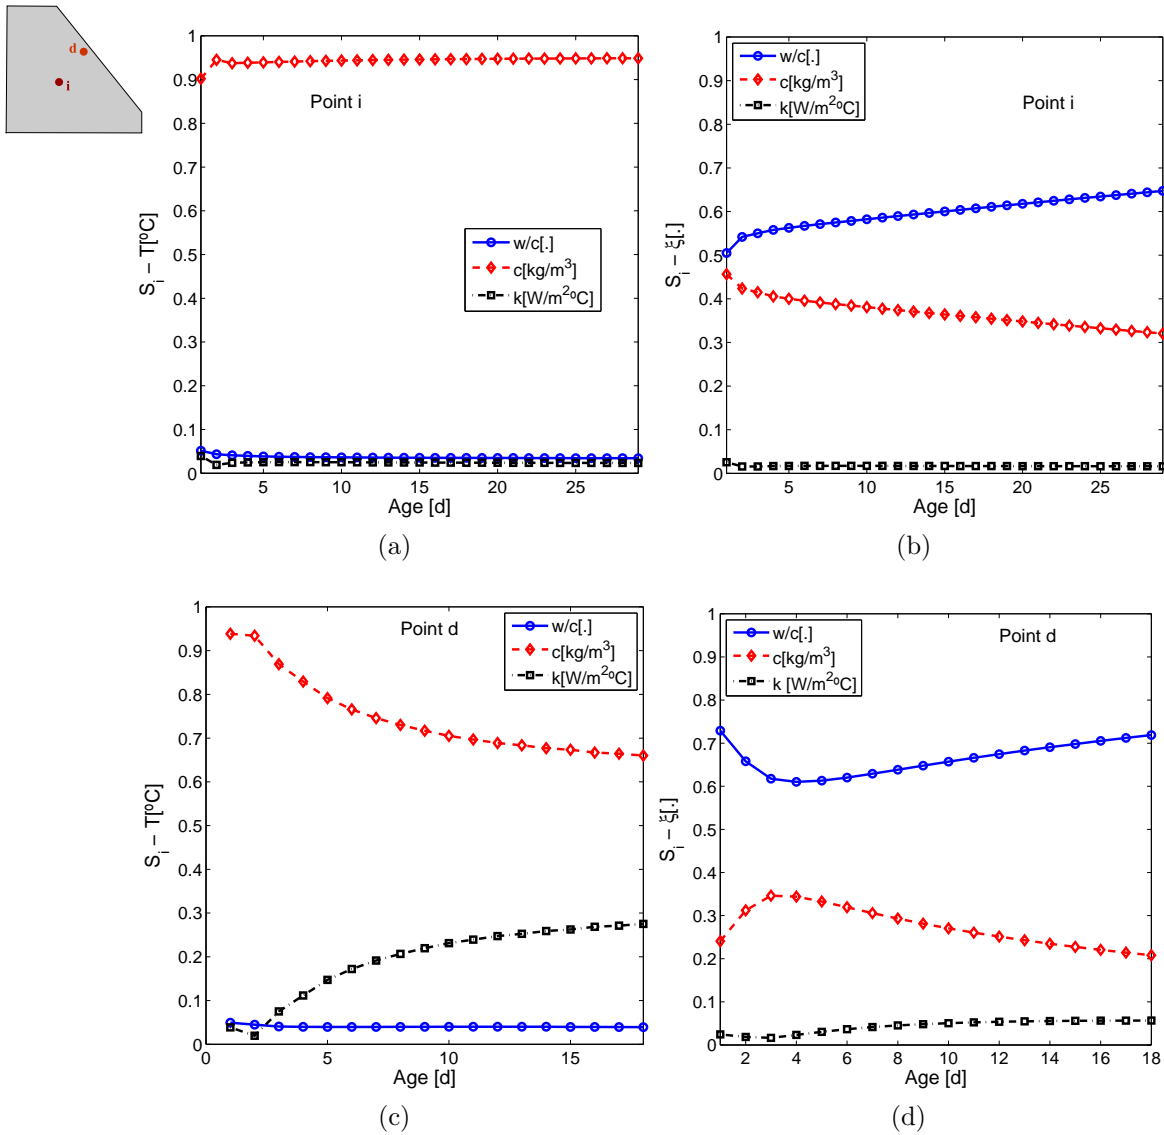 d
i
S_i − T[ºC]
1
0.9
0.8
0.7
0.6
0.5
0.4
0.3
0.2
0.1
0
Point i
w/c[.]
c[kg/m³]
k[W/m²ºC]
5 10 15 20 25
Age [d]
(a)
S_i − ξ[.]
1
0.9
0.8
0.7
0.6
0.5
0.4
0.3
0.2
0.1
0
w/c[.]
c[kg/m³]
k[W/m²ºC]
Point i
5 10 15 20 25
Age [d]
(b)
S_i − T[ºC]
1
0.9
0.8
0.7
0.6
0.5
0.4
0.3
0.2
0.1
0
Point d
w/c[.]
c[kg/m³]
k[W/m²ºC]
0 5 10 15
Age [d]
(c)
S_i − ξ[.]
1
0.9
0.8
0.7
0.6
0.5
0.4
0.3
0.2
0.1
0
w/c[.]
c[kg/m³]
k [W/m²ºC]
Point d
2 4 6 8 10 12 14 16 18
Age [d]
(d)